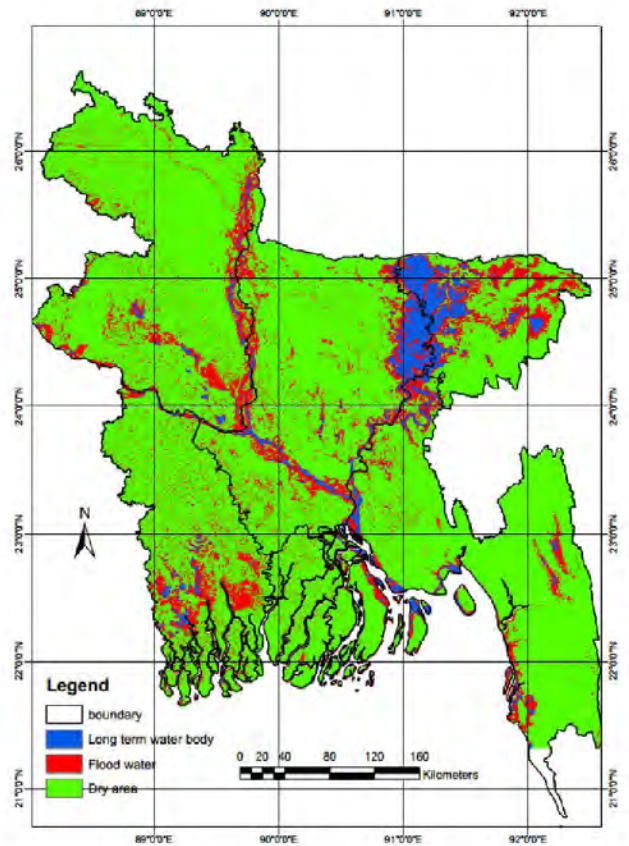 89°0'0"E 90°0'0"E 91°0'0"E 92°0'0"E
26°0'0"N 26°0'0"N
25°0'0"N 25°0'0"N
24°0'0"N 24°0'0"N
23°0'0"N 23°0'0"N
22°0'0"N 22°0'0"N
21°0'0"N 21°0'0"N
N
Legend
boundary
Long term water body
Flood water
Dry area
0 20 40 80 120 160
Kilometers
89°0'0"E 90°0'0"E 91°0'0"E 92°0'0"E